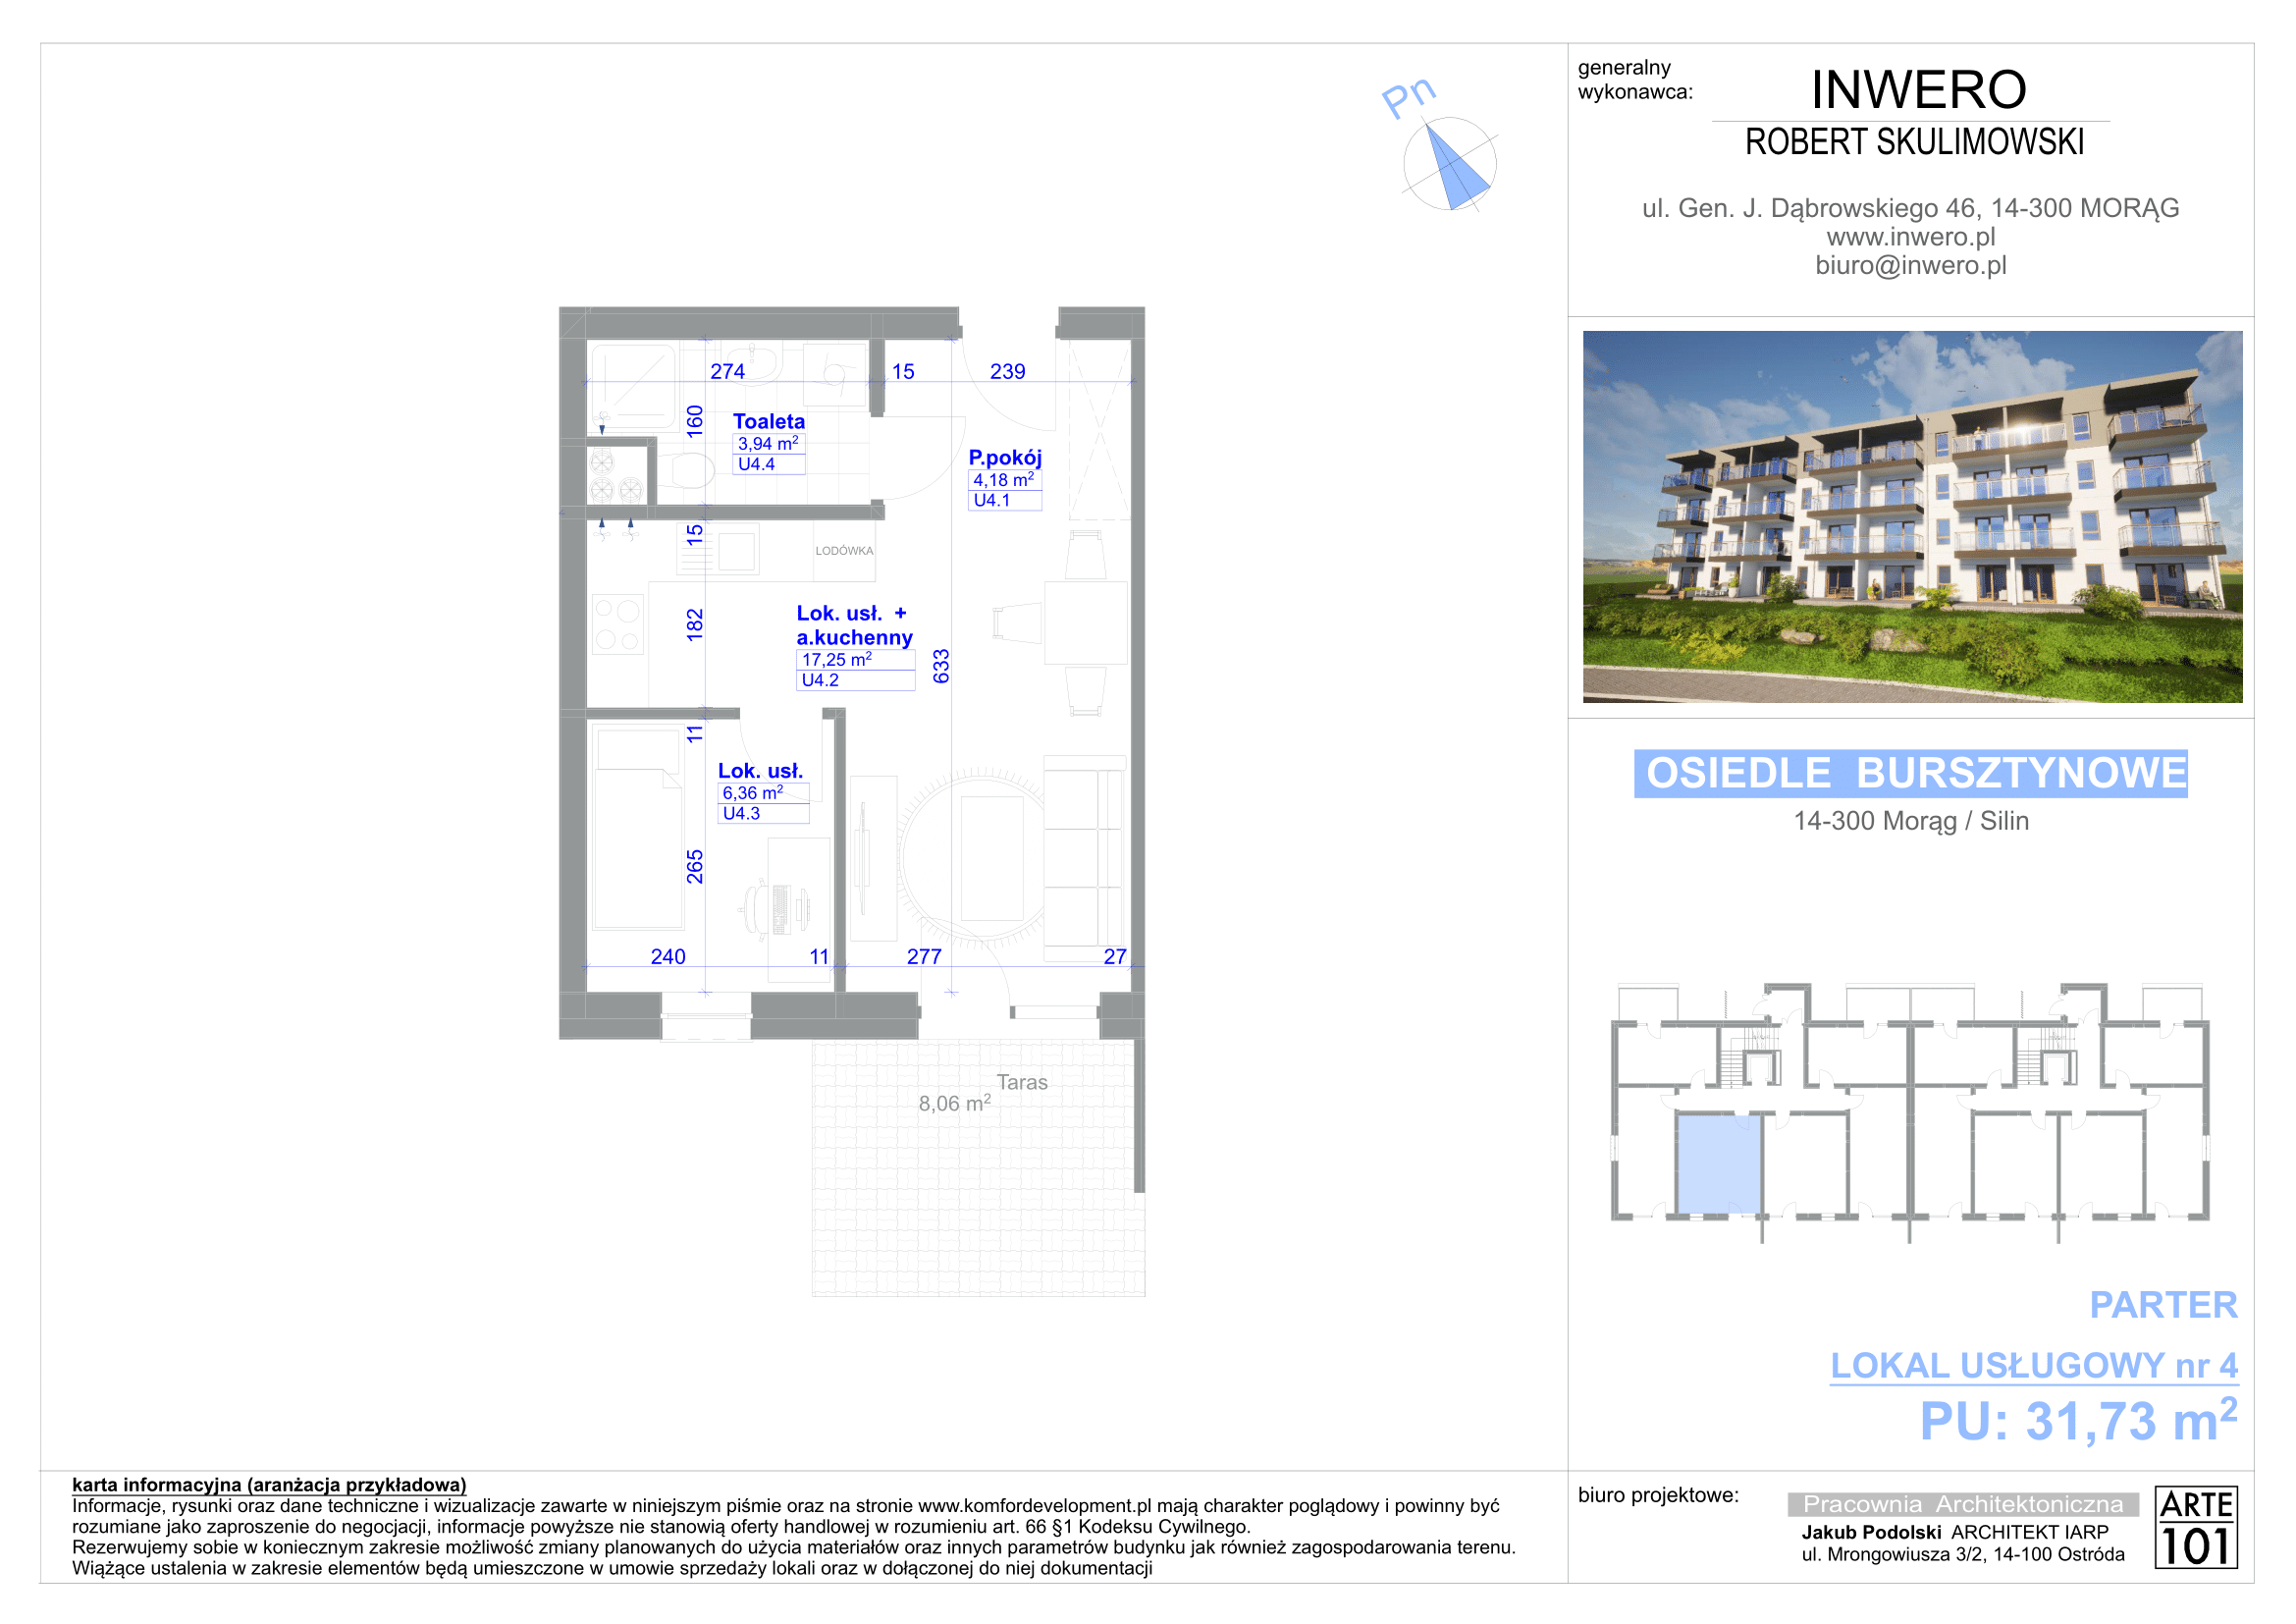 Pn
274
15
239
160
Toaleta
3,94 m²
U4.4
P.pokój
4,18 m²
U4.1
15
LODÓWKA
182
Lok. usł. +
a.kuchenny
17,25 m²
U4.2
633
11
Lok. usł.
6,36 m²
U4.3
265
240
11
277
27
Taras
8,06 m²
generalny
wykonawca:
INWERO
ROBERT SKULIMOWSKI
ul. Gen. J. Dąbrowskiego 46, 14-300 MORĄG
www.inwero.pl
biuro@inwero.pl
OSIEDLE BURSZTYNOWE
14-300 Morąg / Silin
PARTER
LOKAL USŁUGOWY nr 4
PU: 31,73 m²
karta informacyjna (aranżacja przykładowa)
Informacje, rysunki oraz dane techniczne i wizualizacje zawarte w niniejszym piśmie oraz na stronie www.komfordevelopment.pl mają charakter poglądowy i powinny być
rozumiane jako zaproszenie do negocjacji, informacje powyższe nie stanowią oferty handlowej w rozumieniu art. 66 §1 Kodeksu Cywilnego.
Rezerwujemy sobie w koniecznym zakresie możliwość zmiany planowanych do użycia materiałów oraz innych parametrów budynku jak również zagospodarowania terenu.
Wiążące ustalenia w zakresie elementów będą umieszczone w umowie sprzedaży lokali oraz w dołączonej do niej dokumentacji
biuro projektowe:
Pracownia Architektoniczna
Jakub Podolski ARCHITEKT IARP
ul. Mrongowiusza 3/2, 14-100 Ostróda
ARTE
101